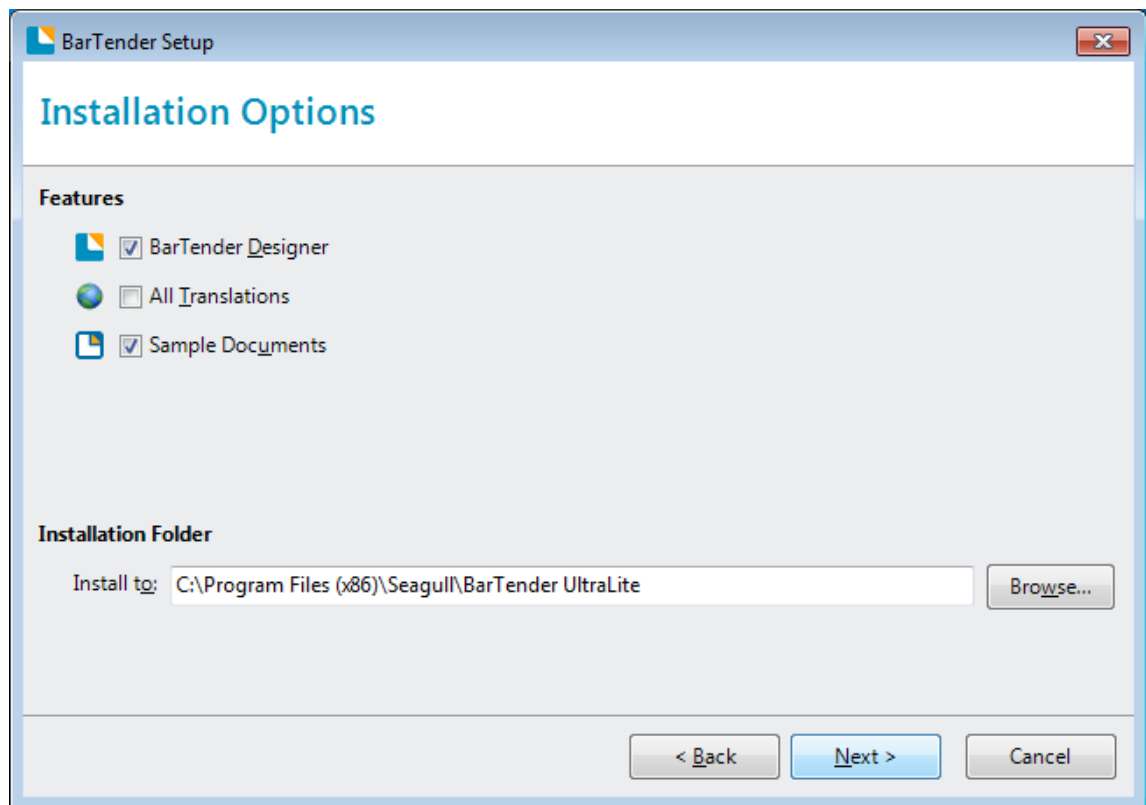 BarTender Setup
Installation Options
Features
BarTender Designer
All Translations
Sample Documents
Installation Folder
Install to: C:\Program Files (x86)\Seagull\BarTender UltraLite Browse...
< Back Next > Cancel